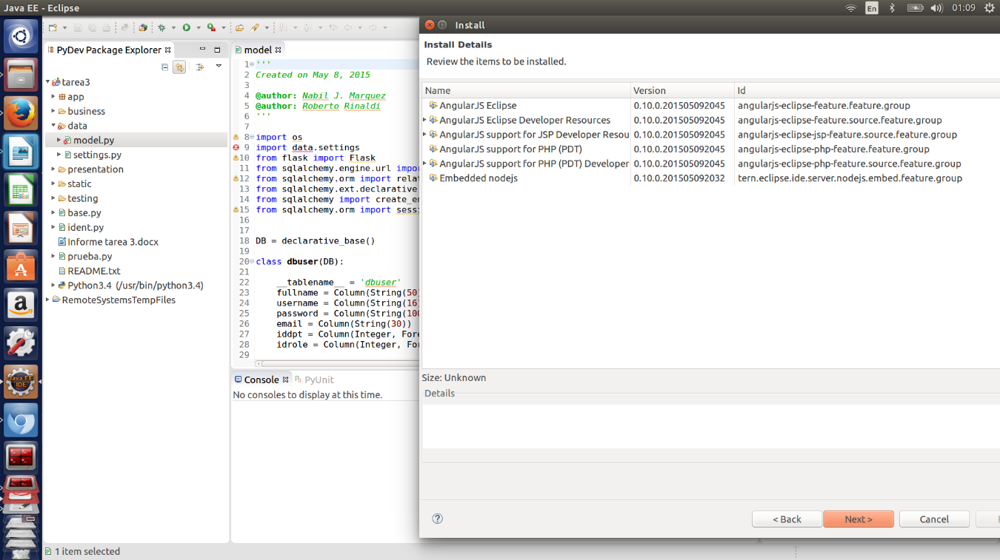 Java EE - Eclipse
En
01:09
PyDev Package Explorer
tarea3
app
business
data
model.py
settings.py
presentation
static
testing
base.py
ident.py
Informe tarea 3.docx
prueba.py
README.txt
Python3.4 (/usr/bin/python3.4)
RemoteSystemsTempFiles
Java EE
IDE
model
1 '''
2 Created on May 8, 2015
3
4 @author: Nabil J. Marquez
5 @author: Roberto Rinaldi
6 '''
7
8 import os
9 import data.settings
10 from flask import Flask
11 from sqlalchemy.engine.url impor
12 from sqlalchemy.orm import relat
13 from sqlalchemy.ext.declarative
14 from sqlalchemy import create_en
15 from sqlalchemy.orm import sessi
16
17
18 DB = declarative_base()
19
20 class dbuser(DB):
21
22 __tablename__ = 'dbuser'
23 fullname = Column(String(50)
24 username = Column(String(16)
25 password = Column(String(100
26 email = Column(String(30))
27 iddpt = Column(Integer, Fore
28 idrole = Column(Integer, For
29
Console PyUnit
No consoles to display at this time.
1 item selected
Install
Install Details
Review the items to be installed.
Name Version Id
AngularJS Eclipse 0.10.0.201505092045 angularjs-eclipse-feature.feature.group
AngularJS Eclipse Developer Resources 0.10.0.201505092045 angularjs-eclipse-feature.source.feature.group
AngularJS support for JSP Developer Resou 0.10.0.201505092045 angularjs-eclipse-jsp-feature.source.feature.group
AngularJS support for PHP (PDT) 0.10.0.201505092045 angularjs-eclipse-php-feature.feature.group
AngularJS support for PHP (PDT) Developer 0.10.0.201505092045 angularjs-eclipse-php-feature.source.feature.group
Embedded nodejs 0.10.0.201505092032 tern.eclipse.ide.server.nodejs.embed.feature.group
Size: Unknown
Details
< Back Next > Cancel